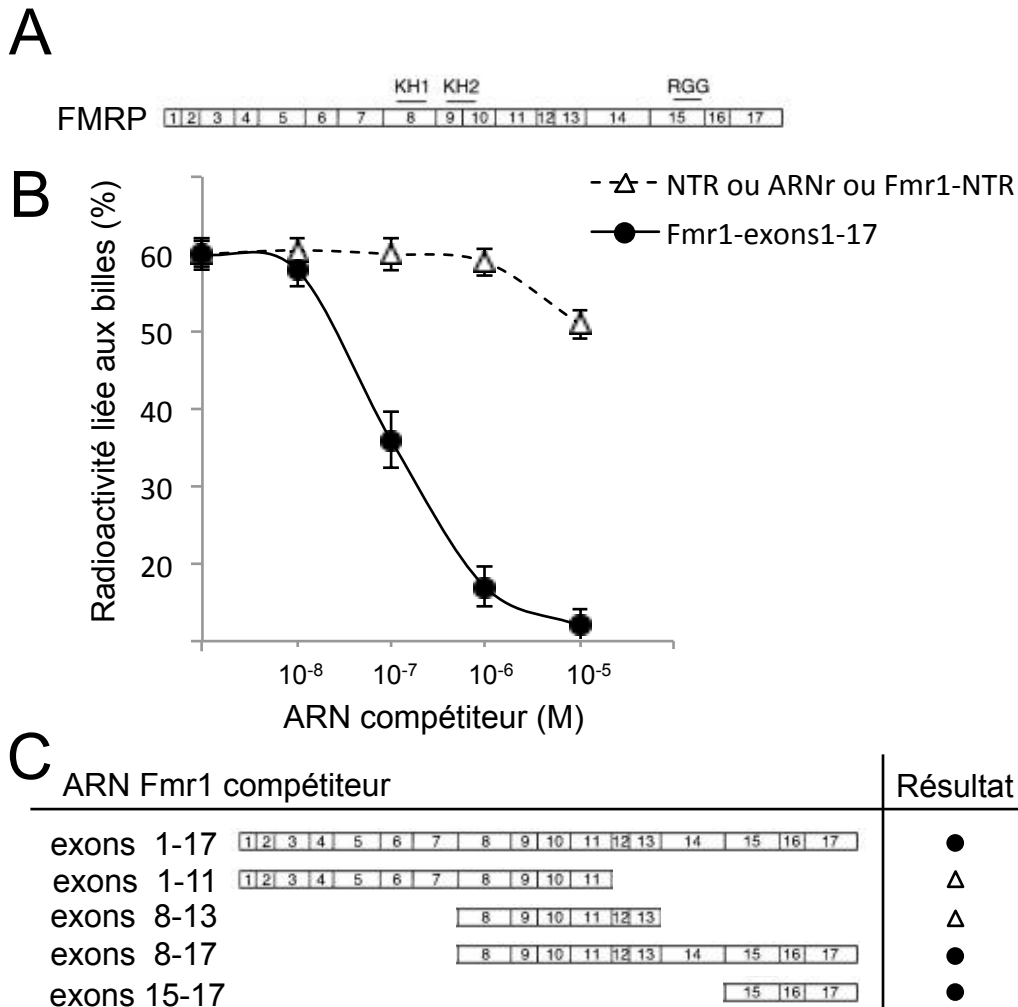 A
KH1 KH2 RGG
FMRP 1 2 3 4 5 6 7 8 9 10 11 12 13 14 15 16 17
B
Radioactivité liée aux billes (%)
60
50
40
30
20
NTR ou ARNr ou Fmr1-NTR
Fmr1-exons1-17
10-8 10-7 10-6 10-5
ARN compétiteur (M)
C
ARN Fmr1 compétiteur Résultat
exons 1-17 1 2 3 4 5 6 7 8 9 10 11 12 13 14 15 16 17
exons 1-11 1 2 3 4 5 6 7 8 9 10 11
exons 8-13 8 9 10 11 12 13
exons 8-17 8 9 10 11 12 13 14 15 16 17
exons 15-17 15 16 17